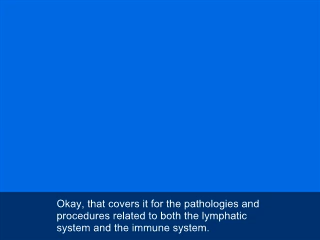 Okay, that covers it for the pathologies and
procedures related to both the lymphatic
system and the immune system.